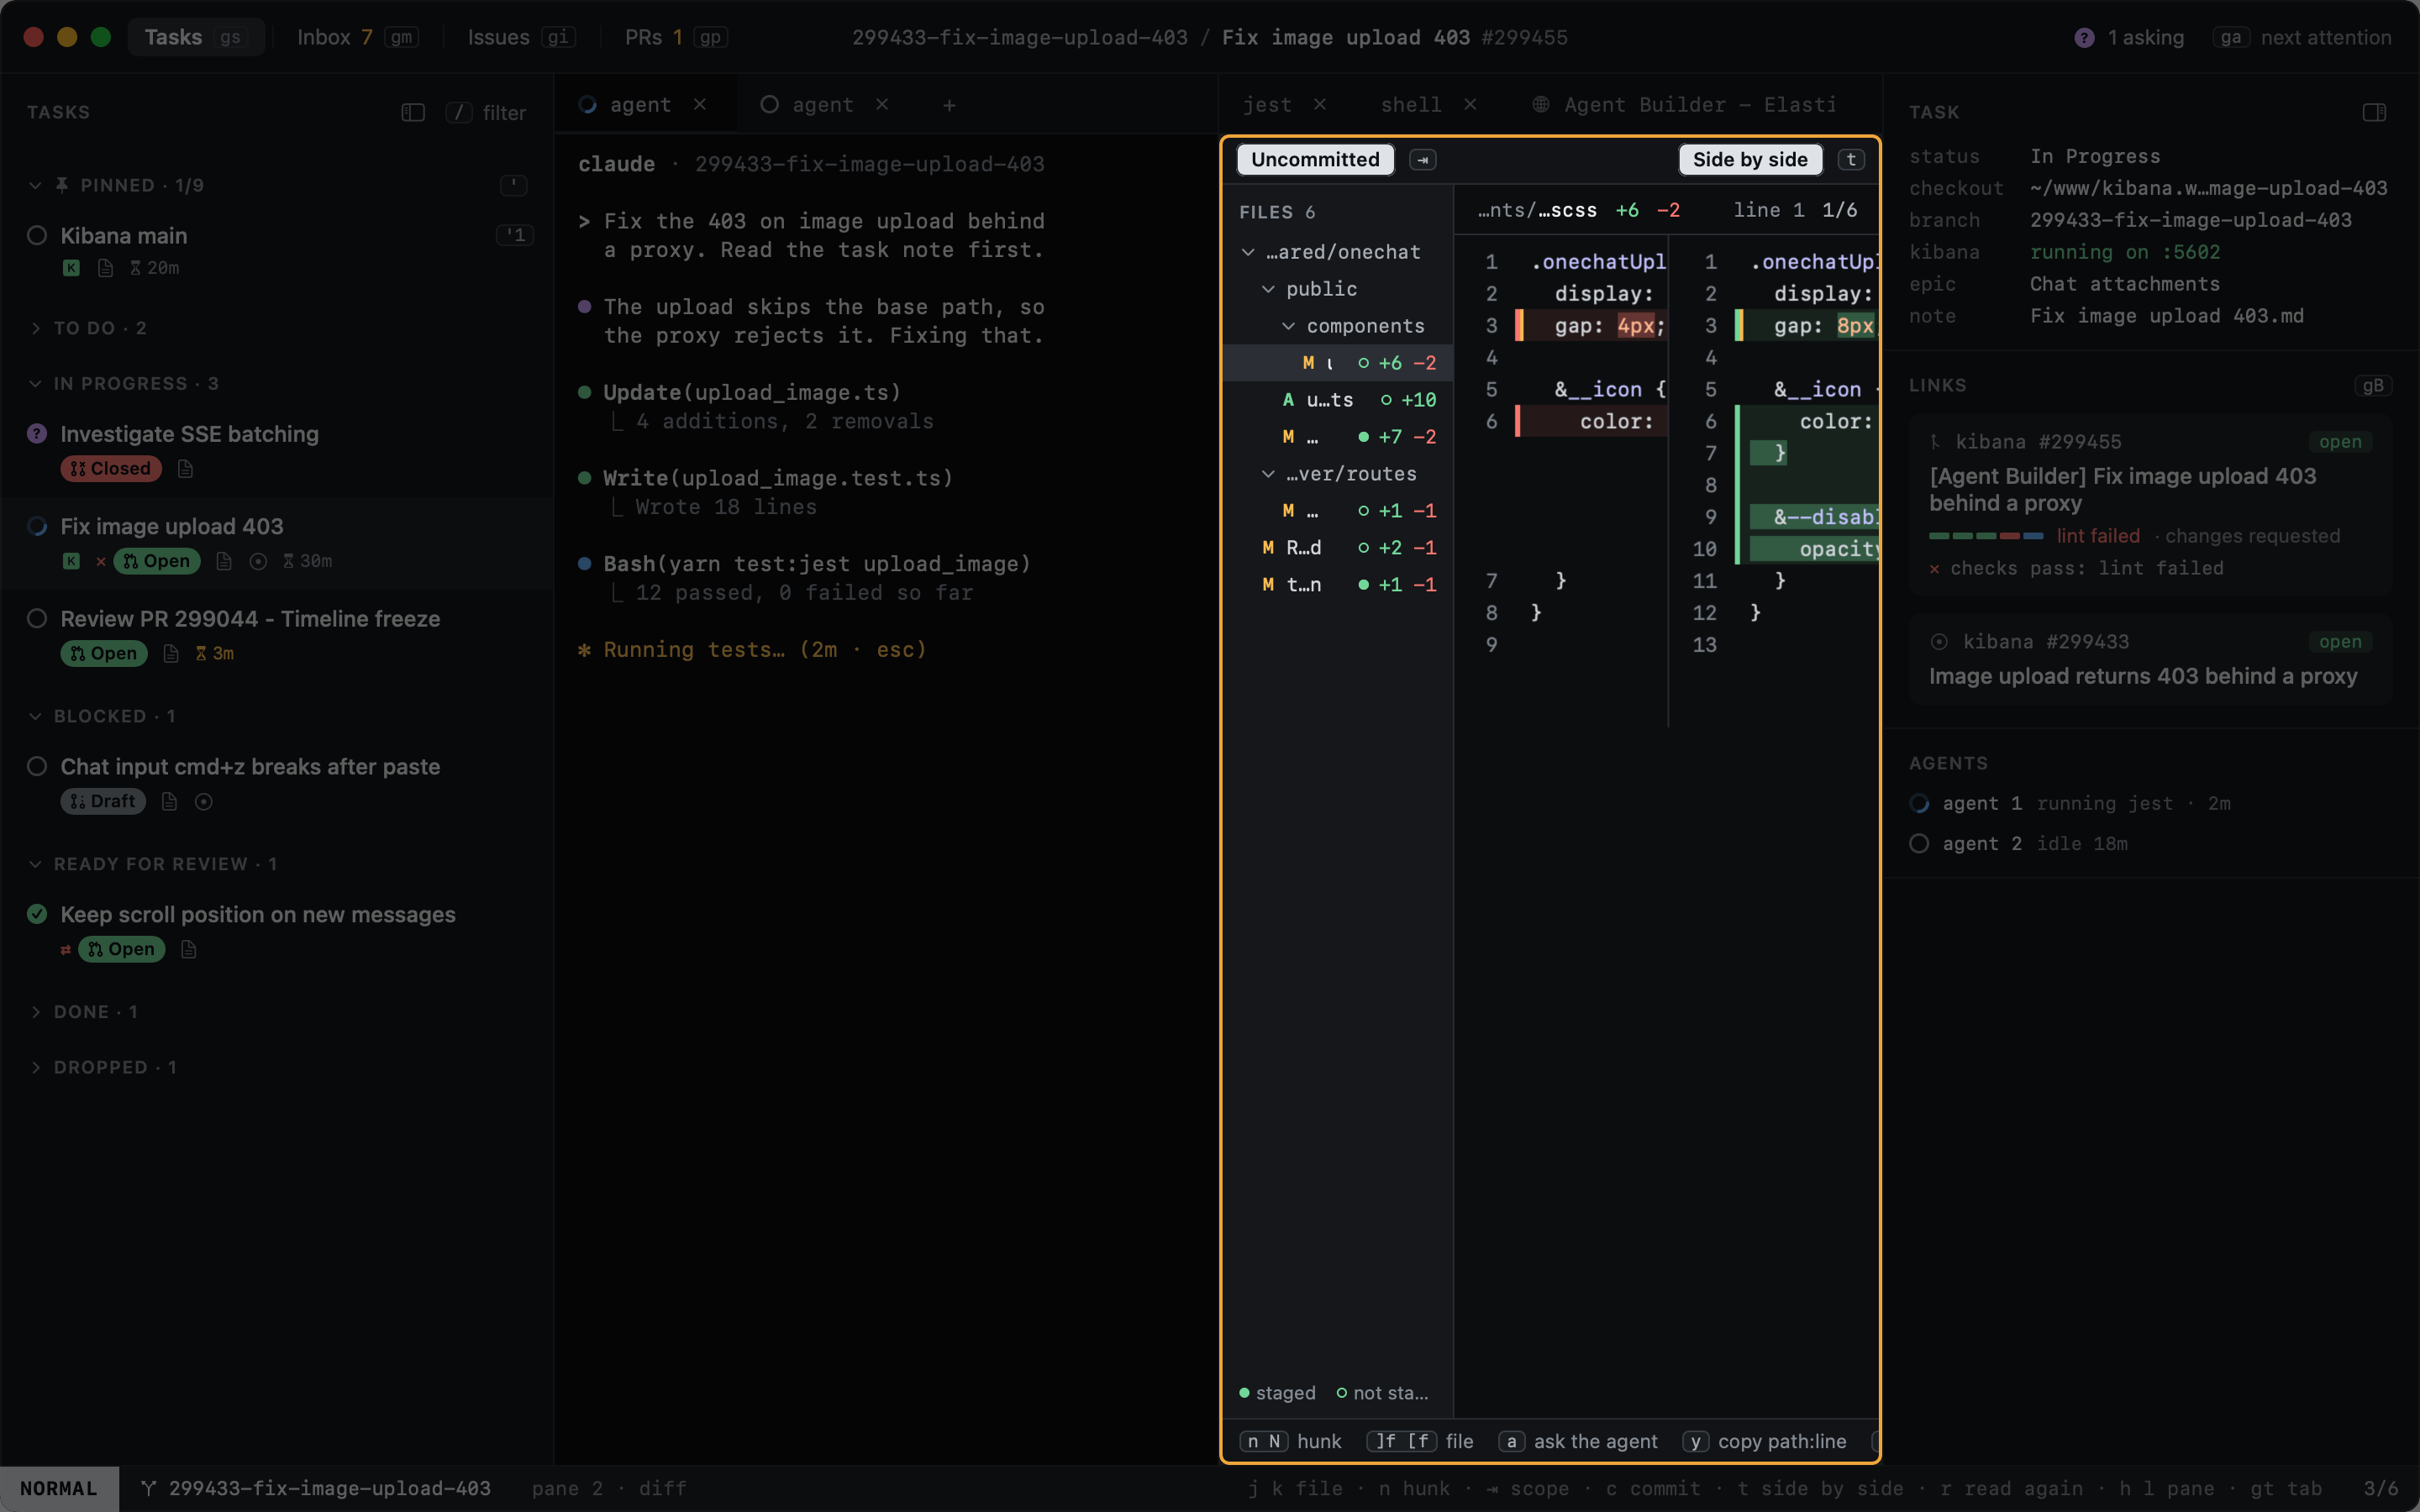 Tasks gs
Inbox 7 gm
Issues gi
PRs 1 gp
299433-fix-image-upload-403 / Fix image upload 403 #299455
? 1 asking
ga next attention
TASKS
/ filter
PINNED · 1/9 '
Kibana main '1
K 20m
TO DO · 2
IN PROGRESS · 3
? Investigate SSE batching
Closed
Fix image upload 403
K × Open 30m
Review PR 299044 - Timeline freeze
Open 3m
BLOCKED · 1
Chat input cmd+z breaks after paste
Draft
READY FOR REVIEW · 1
Keep scroll position on new messages
Open
DONE · 1
DROPPED · 1
agent ×
agent ×
+
claude · 299433-fix-image-upload-403
> Fix the 403 on image upload behind
a proxy. Read the task note first.
The upload skips the base path, so
the proxy rejects it. Fixing that.
Update(upload_image.ts)
⎿ 4 additions, 2 removals
Write(upload_image.test.ts)
⎿ Wrote 18 lines
Bash(yarn test:jest upload_image)
⎿ 12 passed, 0 failed so far
✻ Running tests… (2m · esc)
jest ×
shell ×
Agent Builder – Elasti
Uncommitted ⇥
Side by side t
FILES 6
…ared/onechat
public
components
M +6 −2
A u…ts +10
M … +7 −2
…ver/routes
M … +1 −1
M R…d +2 −1
M t…n +1 −1
staged not sta…
…nts/…scss +6 −2 line 1 1/6
1 .onechatUpl
2 display:
3 gap: 4px;
4
5 &__icon {
6 color:
7 }
8 }
9
1 .onechatUpl
2 display:
3 gap: 8px
4
5 &__icon {
6 color:
7 }
8
9 &--disabl
10 opacity
11 }
12 }
13
n N hunk
]f [f file
a ask the agent
y copy path:line
TASK
status In Progress
checkout ~/www/kibana.w…mage-upload-403
branch 299433-fix-image-upload-403
kibana running on :5602
epic Chat attachments
note Fix image upload 403.md
LINKS gB
kibana #299455 open
[Agent Builder] Fix image upload 403
behind a proxy
lint failed · changes requested
× checks pass: lint failed
kibana #299433 open
Image upload returns 403 behind a proxy
AGENTS
agent 1 running jest · 2m
agent 2 idle 18m
NORMAL
299433-fix-image-upload-403
pane 2 · diff
j k file · n hunk · ⇥ scope · c commit · t side by side · r read again · h l pane · gt tab
3/6